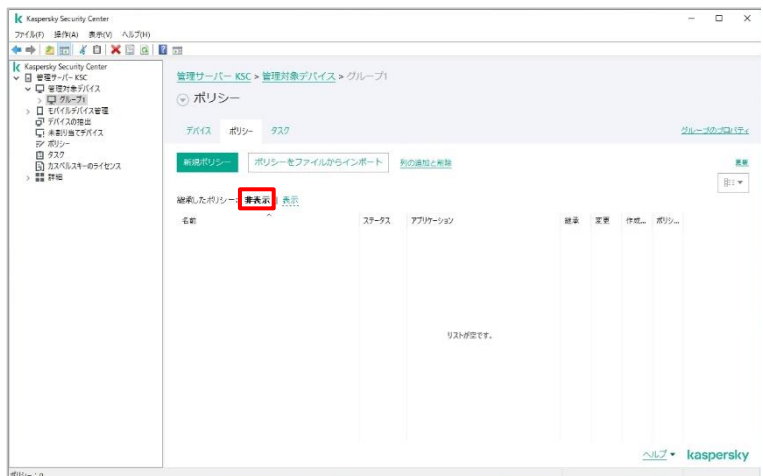 Kaspersky Security Center
ファイル(F) 操作(A) 表示(V) ヘルプ(H)
Kaspersky Security Center
管理サーバー KSC
管理対象デバイス
グループ1
モバイルデバイス管理
デバイスの抽出
未割り当てデバイス
ポリシー
タスク
カスペルスキーのライセンス
詳細
管理サーバー KSC > 管理対象デバイス > グループ1
ポリシー
デバイス ポリシー タスク グループのプロパティ
新規ポリシー ポリシーをファイルからインポート 列の追加と削除 更新
継承したポリシー: 非表示 | 表示
名前 ステータス アプリケーション 継承 変更 作成... ポリシ...
リストが空です。
ヘルプ kaspersky
ポリシー: 0